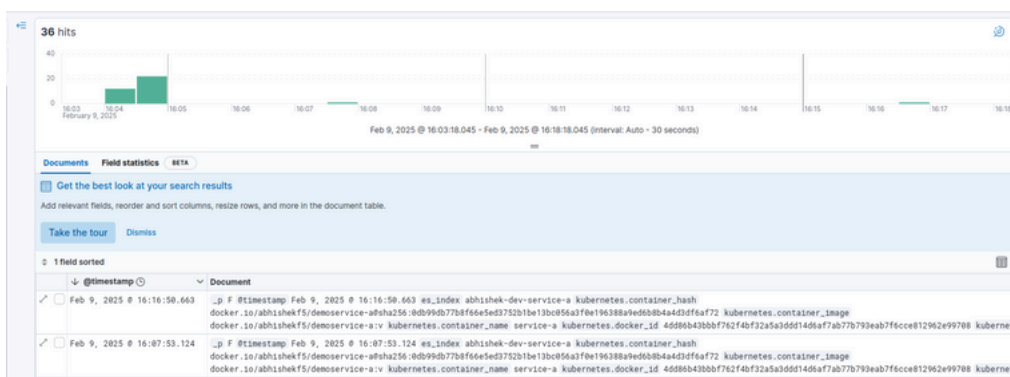 36 hits
40
20
0
16:03 16:04 16:05 16:06 16:07 16:08 16:09 16:10 16:11 16:12 16:13 16:14 16:15 16:16 16:17 16:18
February 9, 2025
Feb 9, 2025 @ 16:03:18.045 - Feb 9, 2025 @ 16:18:18.045 (interval: Auto - 30 seconds)
Documents Field statistics BETA
Get the best look at your search results
Add relevant fields, reorder and sort columns, resize rows, and more in the document table.
Take the tour Dismiss
1 field sorted
@timestamp Document
Feb 9, 2025 @ 16:16:50.663 _p F @timestamp Feb 9, 2025 @ 16:16:50.663 es_index abhishek-dev-service-a kubernetes.container_hash
docker.io/abhishekf5/demoservice-a@sha256:0db99db77b8f66e5ed3752b1be13bc056a3f0e196388a9ed6b8b4a4d3df6af72 kubernetes.container_image
docker.io/abhishekf5/demoservice-a:v kubernetes.container_name service-a kubernetes.docker_id 4dd86b43bbbf762f4bf32a5a3ddd14d6af7ab77b793eab7f6cce812962e99708 kuberne
Feb 9, 2025 @ 16:07:53.124 _p F @timestamp Feb 9, 2025 @ 16:07:53.124 es_index abhishek-dev-service-a kubernetes.container_hash
docker.io/abhishekf5/demoservice-a@sha256:0db99db77b8f66e5ed3752b1be13bc056a3f0e196388a9ed6b8b4a4d3df6af72 kubernetes.container_image
docker.io/abhishekf5/demoservice-a:v kubernetes.container_name service-a kubernetes.docker_id 4dd86b43bbbf762f4bf32a5a3ddd14d6af7ab77b793eab7f6cce812962e99708 kuberne